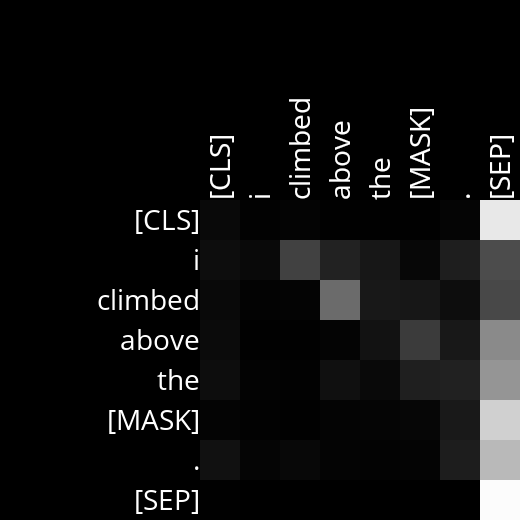 [CLS] i climbed above the [MASK] . [SEP]
[CLS]
i
climbed
above
the
[MASK]
.
[SEP]